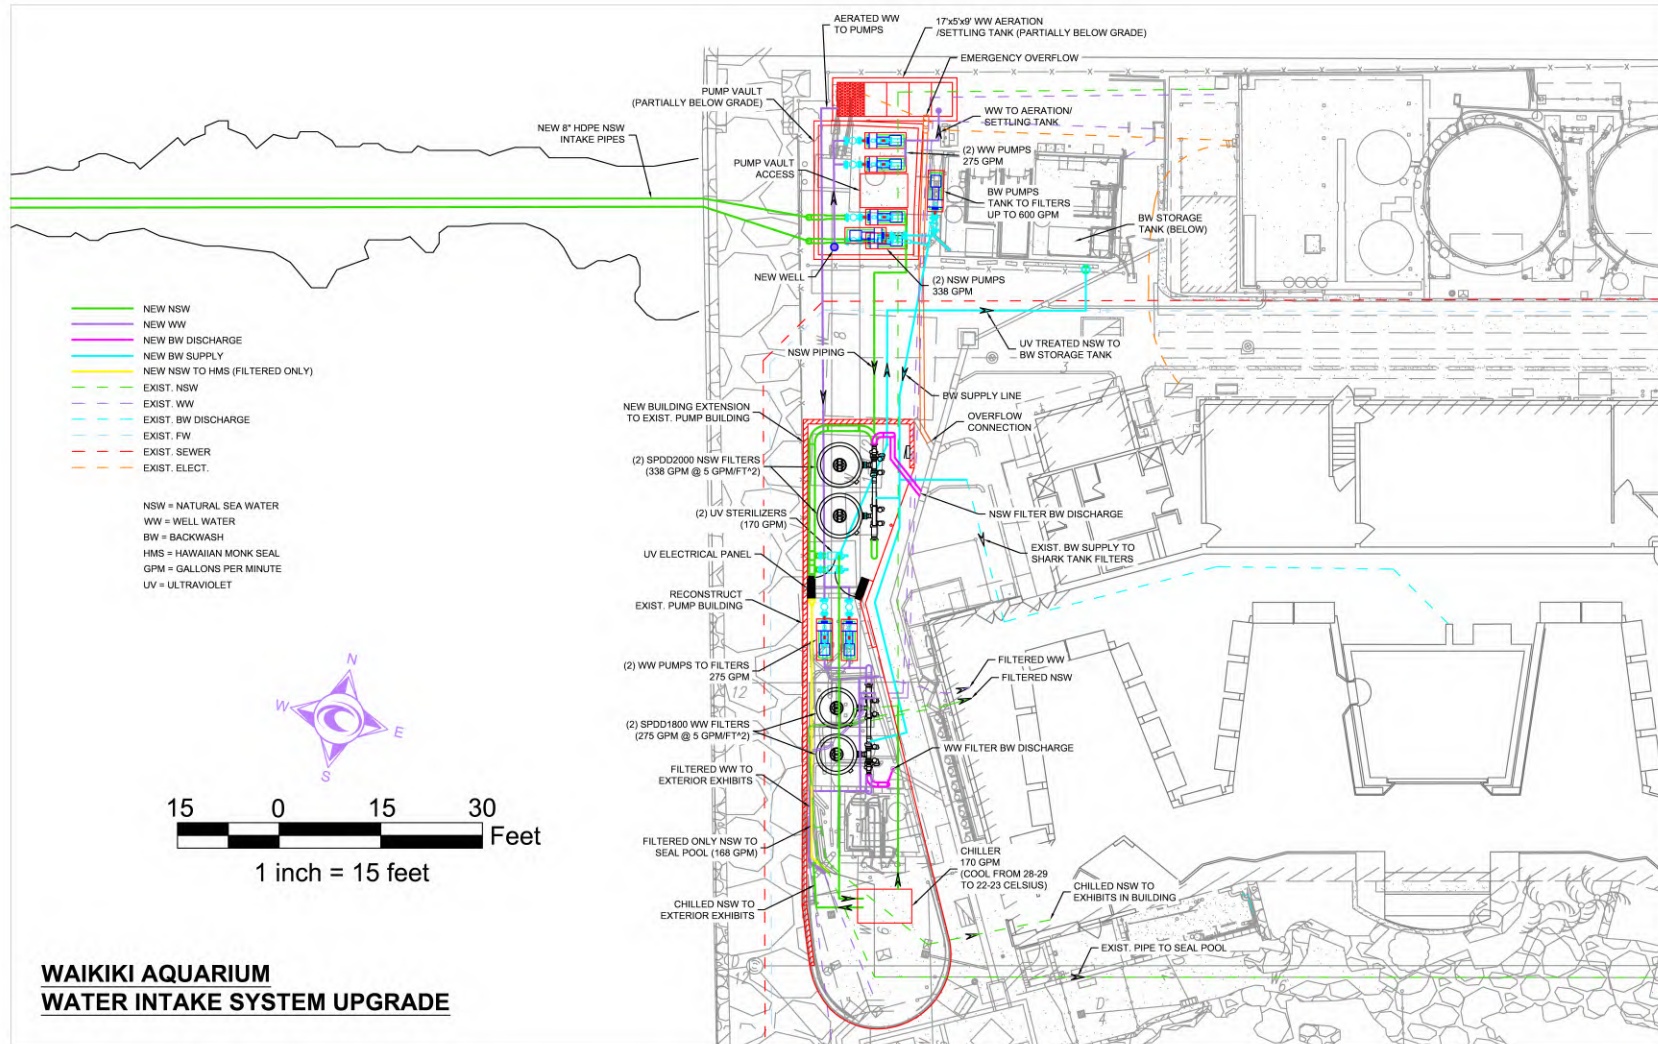 AERATED WW
TO PUMPS
17'x5'x9' WW AERATION
/SETTLING TANK (PARTIALLY BELOW GRADE)
EMERGENCY OVERFLOW
PUMP VAULT
(PARTIALLY BELOW GRADE)
WW TO AERATION/
SETTLING TANK
NEW 8" HDPE NSW
INTAKE PIPES
(2) WW PUMPS
275 GPM
PUMP VAULT
ACCESS
BW PUMPS
TANK TO FILTERS
UP TO 600 GPM
BW STORAGE
TANK (BELOW)
NEW WELL
(2) NSW PUMPS
338 GPM
NEW NSW
NEW WW
NEW BW DISCHARGE
NEW BW SUPPLY
NEW NSW TO HMS (FILTERED ONLY)
EXIST. NSW
EXIST. WW
EXIST. BW DISCHARGE
EXIST. FW
EXIST. SEWER
EXIST. ELECT.
NSW = NATURAL SEA WATER
WW = WELL WATER
BW = BACKWASH
HMS = HAWAIIAN MONK SEAL
GPM = GALLONS PER MINUTE
UV = ULTRAVIOLET
UV TREATED NSW TO
BW STORAGE TANK
NSW PIPING
BW SUPPLY LINE
NEW BUILDING EXTENSION
TO EXIST. PUMP BUILDING
OVERFLOW
CONNECTION
(2) SPDD2000 NSW FILTERS
(338 GPM @ 5 GPM/FT^2)
(2) UV STERILIZERS
(170 GPM)
NSW FILTER BW DISCHARGE
UV ELECTRICAL PANEL
EXIST. BW SUPPLY TO
SHARK TANK FILTERS
RECONSTRUCT
EXIST. PUMP BUILDING
(2) WW PUMPS TO FILTERS
275 GPM
FILTERED WW
FILTERED NSW
12
8
3
(2) SPDD1800 WW FILTERS
(275 GPM @ 5 GPM/FT^2)
WW FILTER BW DISCHARGE
FILTERED WW TO
EXTERIOR EXHIBITS
FILTERED ONLY NSW TO
SEAL POOL (168 GPM)
CHILLER
170 GPM
(COOL FROM 28-29
TO 22-23 CELSIUS)
CHILLED NSW TO
EXTERIOR EXHIBITS
CHILLED NSW TO
EXHIBITS IN BUILDING
EXIST. PIPE TO SEAL POOL
N
W
E
S
15 0 15 30
Feet
1 inch = 15 feet
WAIKIKI AQUARIUM
WATER INTAKE SYSTEM UPGRADE